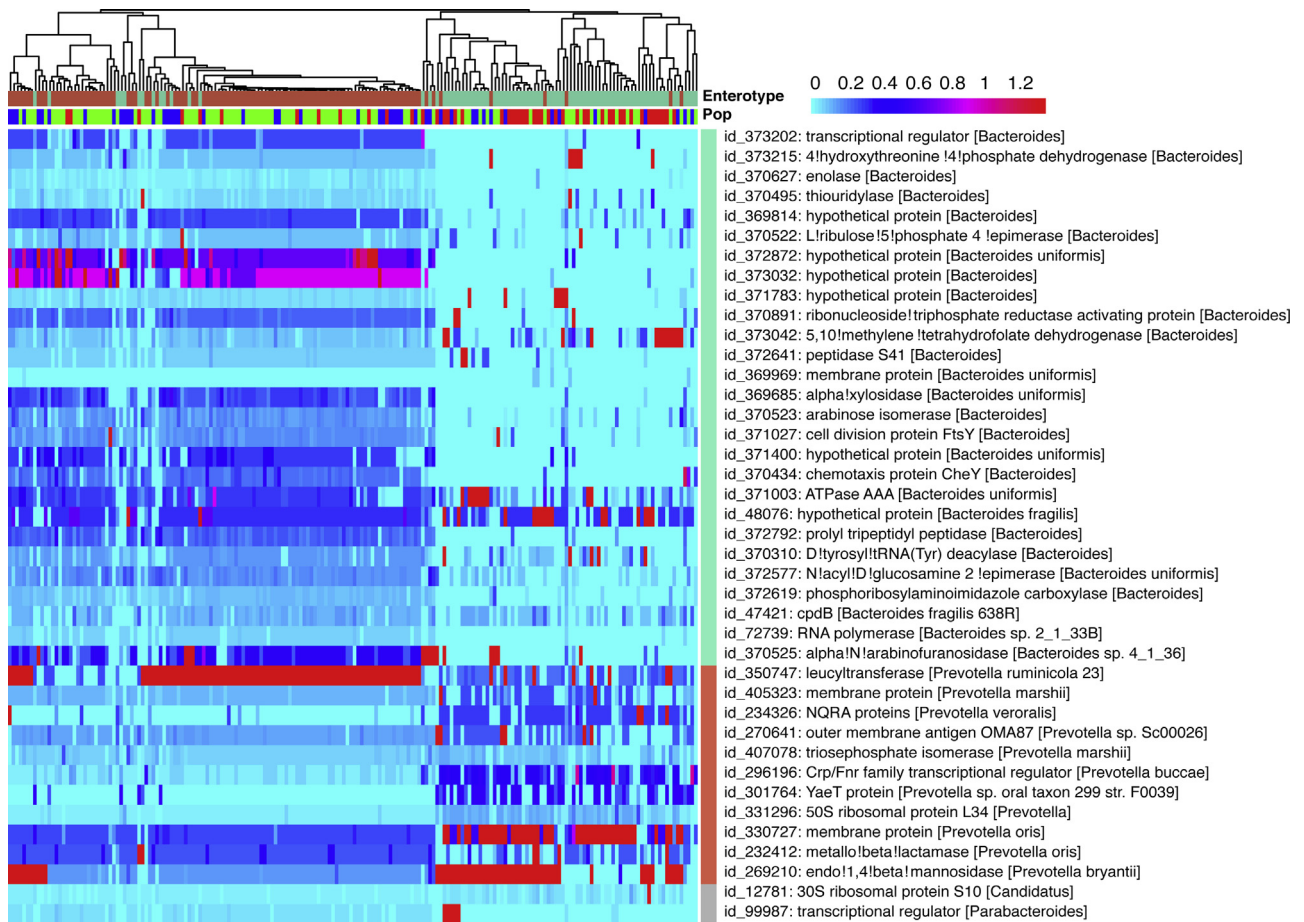 0 0.2 0.4 0.6 0.8 1 1.2
Enterotype
Pop
id_373202: transcriptional regulator [Bacteroides]
id_373215: 4!hydroxythreonine !4!phosphate dehydrogenase [Bacteroides]
id_370627: enolase [Bacteroides]
id_370495: thiouridylase [Bacteroides]
id_369814: hypothetical protein [Bacteroides]
id_370522: L!ribulose!5!phosphate 4 !epimerase [Bacteroides]
id_372872: hypothetical protein [Bacteroides uniformis]
id_373032: hypothetical protein [Bacteroides]
id_371783: hypothetical protein [Bacteroides]
id_370891: ribonucleoside!triphosphate reductase activating protein [Bacteroides]
id_373042: 5,10!methylene !tetrahydrofolate dehydrogenase [Bacteroides]
id_372641: peptidase S41 [Bacteroides]
id_369969: membrane protein [Bacteroides uniformis]
id_369685: alpha!xylosidase [Bacteroides uniformis]
id_370523: arabinose isomerase [Bacteroides]
id_371027: cell division protein FtsY [Bacteroides]
id_371400: hypothetical protein [Bacteroides uniformis]
id_370434: chemotaxis protein CheY [Bacteroides]
id_371003: ATPase AAA [Bacteroides uniformis]
id_48076: hypothetical protein [Bacteroides fragilis]
id_372792: prolyl tripeptidyl peptidase [Bacteroides]
id_370310: D!tyrosyl!tRNA(Tyr) deacylase [Bacteroides]
id_372577: N!acyl!D!glucosamine 2 !epimerase [Bacteroides uniformis]
id_372619: phosphoribosylaminoimidazole carboxylase [Bacteroides]
id_47421: cpdB [Bacteroides fragilis 638R]
id_72739: RNA polymerase [Bacteroides sp. 2_1_33B]
id_370525: alpha!N!arabinofuranosidase [Bacteroides sp. 4_1_36]
id_350747: leucyltransferase [Prevotella ruminicola 23]
id_405323: membrane protein [Prevotella marshii]
id_234326: NQRA proteins [Prevotella veroralis]
id_270641: outer membrane antigen OMA87 [Prevotella sp. Sc00026]
id_407078: triosephosphate isomerase [Prevotella marshii]
id_296196: Crp/Fnr family transcriptional regulator [Prevotella buccae]
id_301764: YaeT protein [Prevotella sp. oral taxon 299 str. F0039]
id_331296: 50S ribosomal protein L34 [Prevotella]
id_330727: membrane protein [Prevotella oris]
id_232412: metallo!beta!lactamase [Prevotella oris]
id_269210: endo!1,4!beta!mannosidase [Prevotella bryantii]
id_12781: 30S ribosomal protein S10 [Candidatus]
id_99987: transcriptional regulator [Parabacteroides]